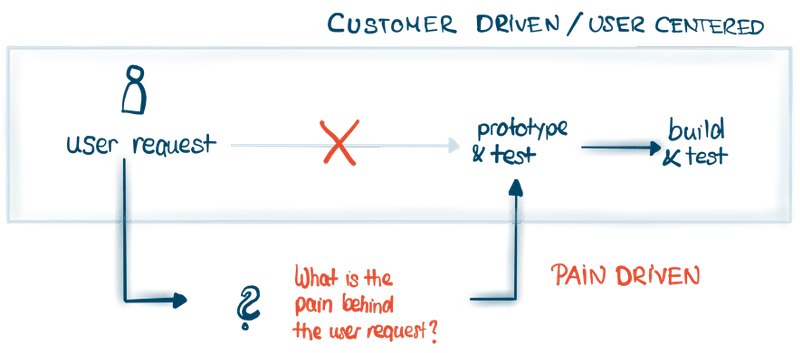 CUSTOMER DRIVEN / USER CENTERED
user request
prototype
& test
build
& test
?
What is the
pain behind
the user request?
PAIN DRIVEN